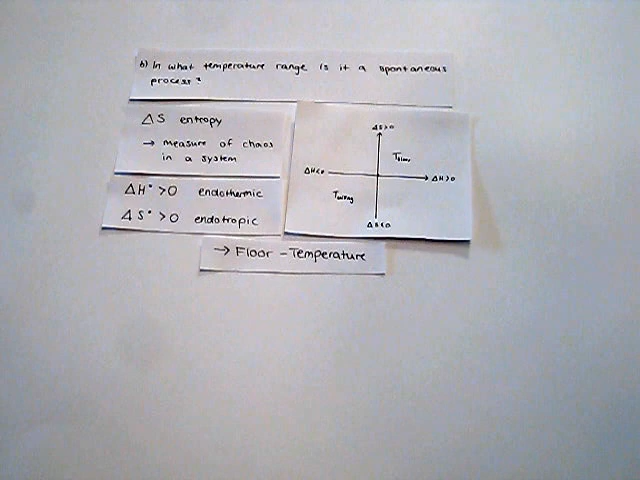 b) In what temperature range is it a spontaneous
process?
ΔS entropy
→ measure of chaos
in a system
ΔS>0
ΔH<0
ΔH>0
ΔS<0
ΔH° >0 endothermic
ΔS° >0 endotropic
→ Floor - Temperature